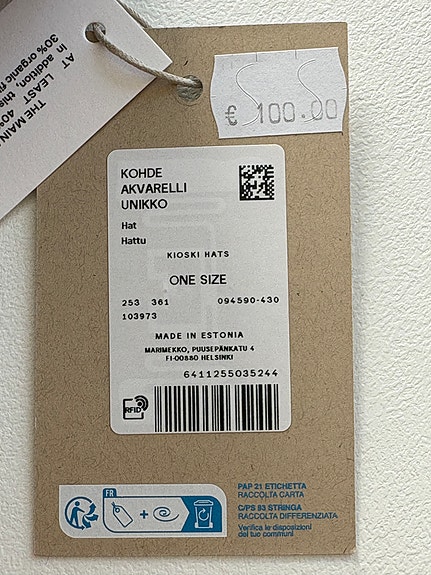 THE MAIN
AT LEAST
In addition, this
30% organic
£ 100.00
KOHDE
AKVARELLI
UNIKKO
Hat
Hattu
KIOSKI HATS
ONE SIZE
253 361 094590-430
103973
MADE IN ESTONIA
MARIMEKKO, PUUSEPÄNKATU 4
FI-00880 HELSINKI
6411255035244
RFID
FR
PAP 21 ETICHETTA
RACCOLTA CARTA
C/PS 93 STRINGA
RACCOLTA DIFFERENZIATA
Verifica le disposizioni
del tuo comuni